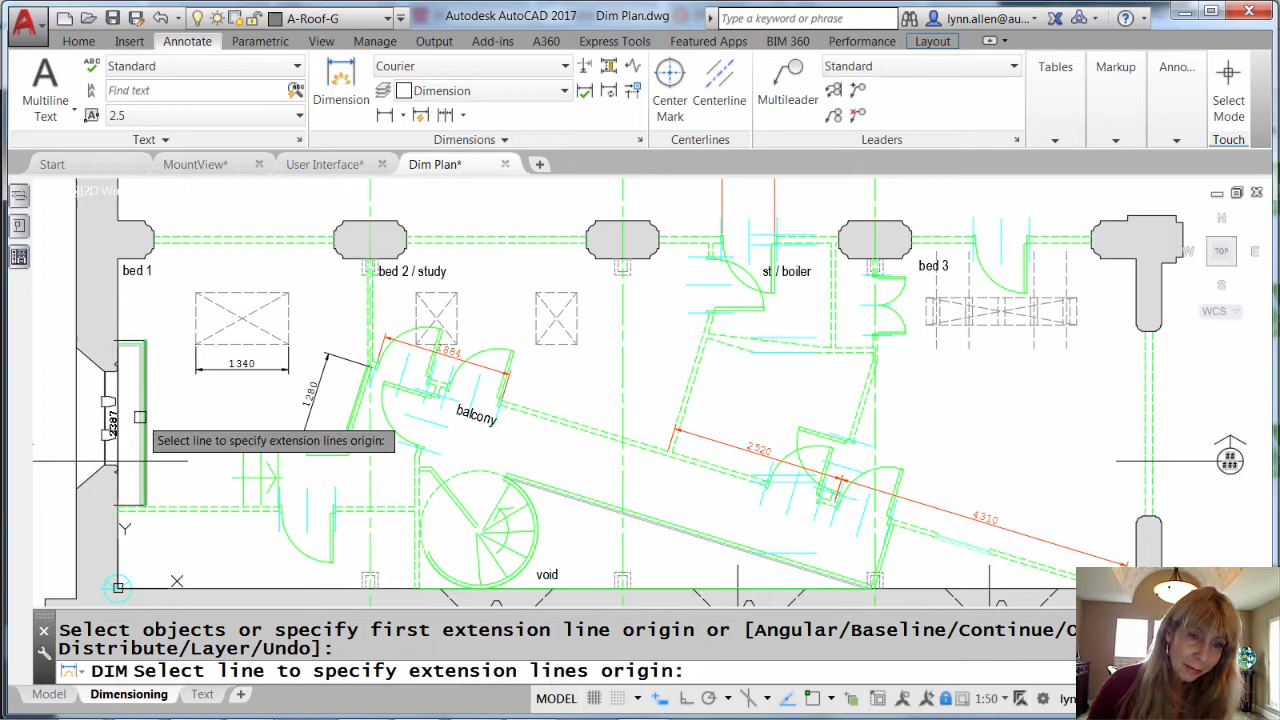 A-Roof-G
Autodesk AutoCAD 2017 Dim Plan.dwg
Type a keyword or phrase
lynn.allen@au...
Home Insert Annotate Parametric View Manage Output Add-ins A360 Express Tools Featured Apps BIM 360 Performance Layout
Multiline
Text
ABC
Standard
Find text
2.5
Text
Dimension
Courier
Dimension
Dimensions
Center
Mark
Centerline
Centerlines
Multileader
Standard
Leaders
Tables
Markup
Anno...
Select
Mode
Touch
Start MountView* User Interface* Dim Plan*
N
W TOP E
S
WCS
bed 1
bed 2 / study
st / boiler
bed 3
1340
1280
2387
balcony
2520
4310
void
Y
X
Select line to specify extension lines origin:
Select objects or specify first extension line origin or [Angular/Baseline/Continue/O
Distribute/Layer/Undo]:
DIM Select line to specify extension lines origin:
Model Dimensioning Text
MODEL
1:50